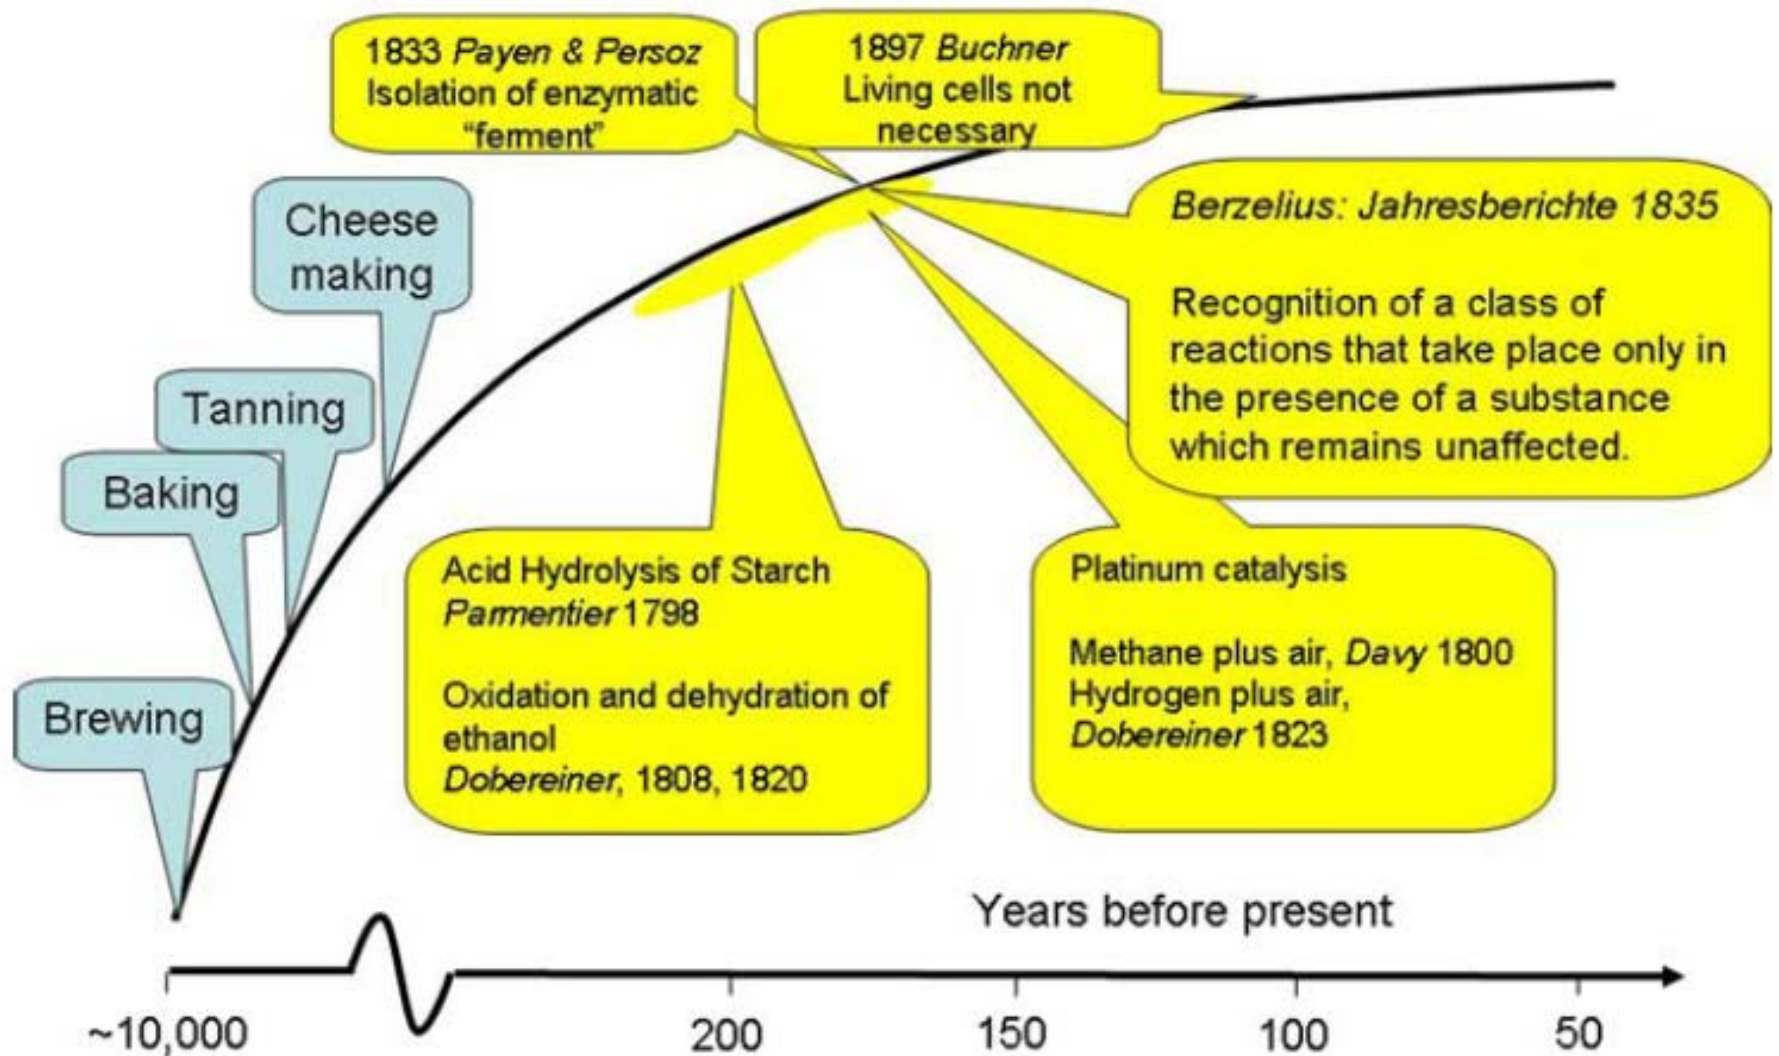 1833 Payen & Persoz
Isolation of enzymatic
“ferment”
1897 Buchner
Living cells not
necessary
Cheese
making
Tanning
Baking
Brewing
Berzelius: Jahresberichte 1835
Recognition of a class of
reactions that take place only in
the presence of a substance
which remains unaffected.
Acid Hydrolysis of Starch
Parmentier 1798
Oxidation and dehydration of
ethanol
Dobereiner, 1808, 1820
Platinum catalysis
Methane plus air, Davy 1800
Hydrogen plus air,
Dobereiner 1823
Years before present
~10,000
200
150
100
50